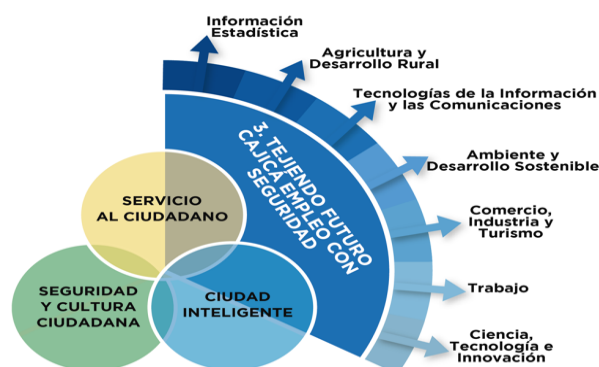 Información
Estadística
Agricultura y
Desarrollo Rural
Tecnologías de la Información
y las Comunicaciones
Ambiente y
Desarrollo Sostenible
Comercio,
Industria y
Turismo
Trabajo
Ciencia,
Tecnología e
Innovación
3. TEJIENDO FUTURO
CAJICÁ EMPLEO CON
SEGURIDAD
SERVICIO
AL CIUDADANO
SEGURIDAD
Y CULTURA
CIUDADANA
CIUDAD
INTELIGENTE